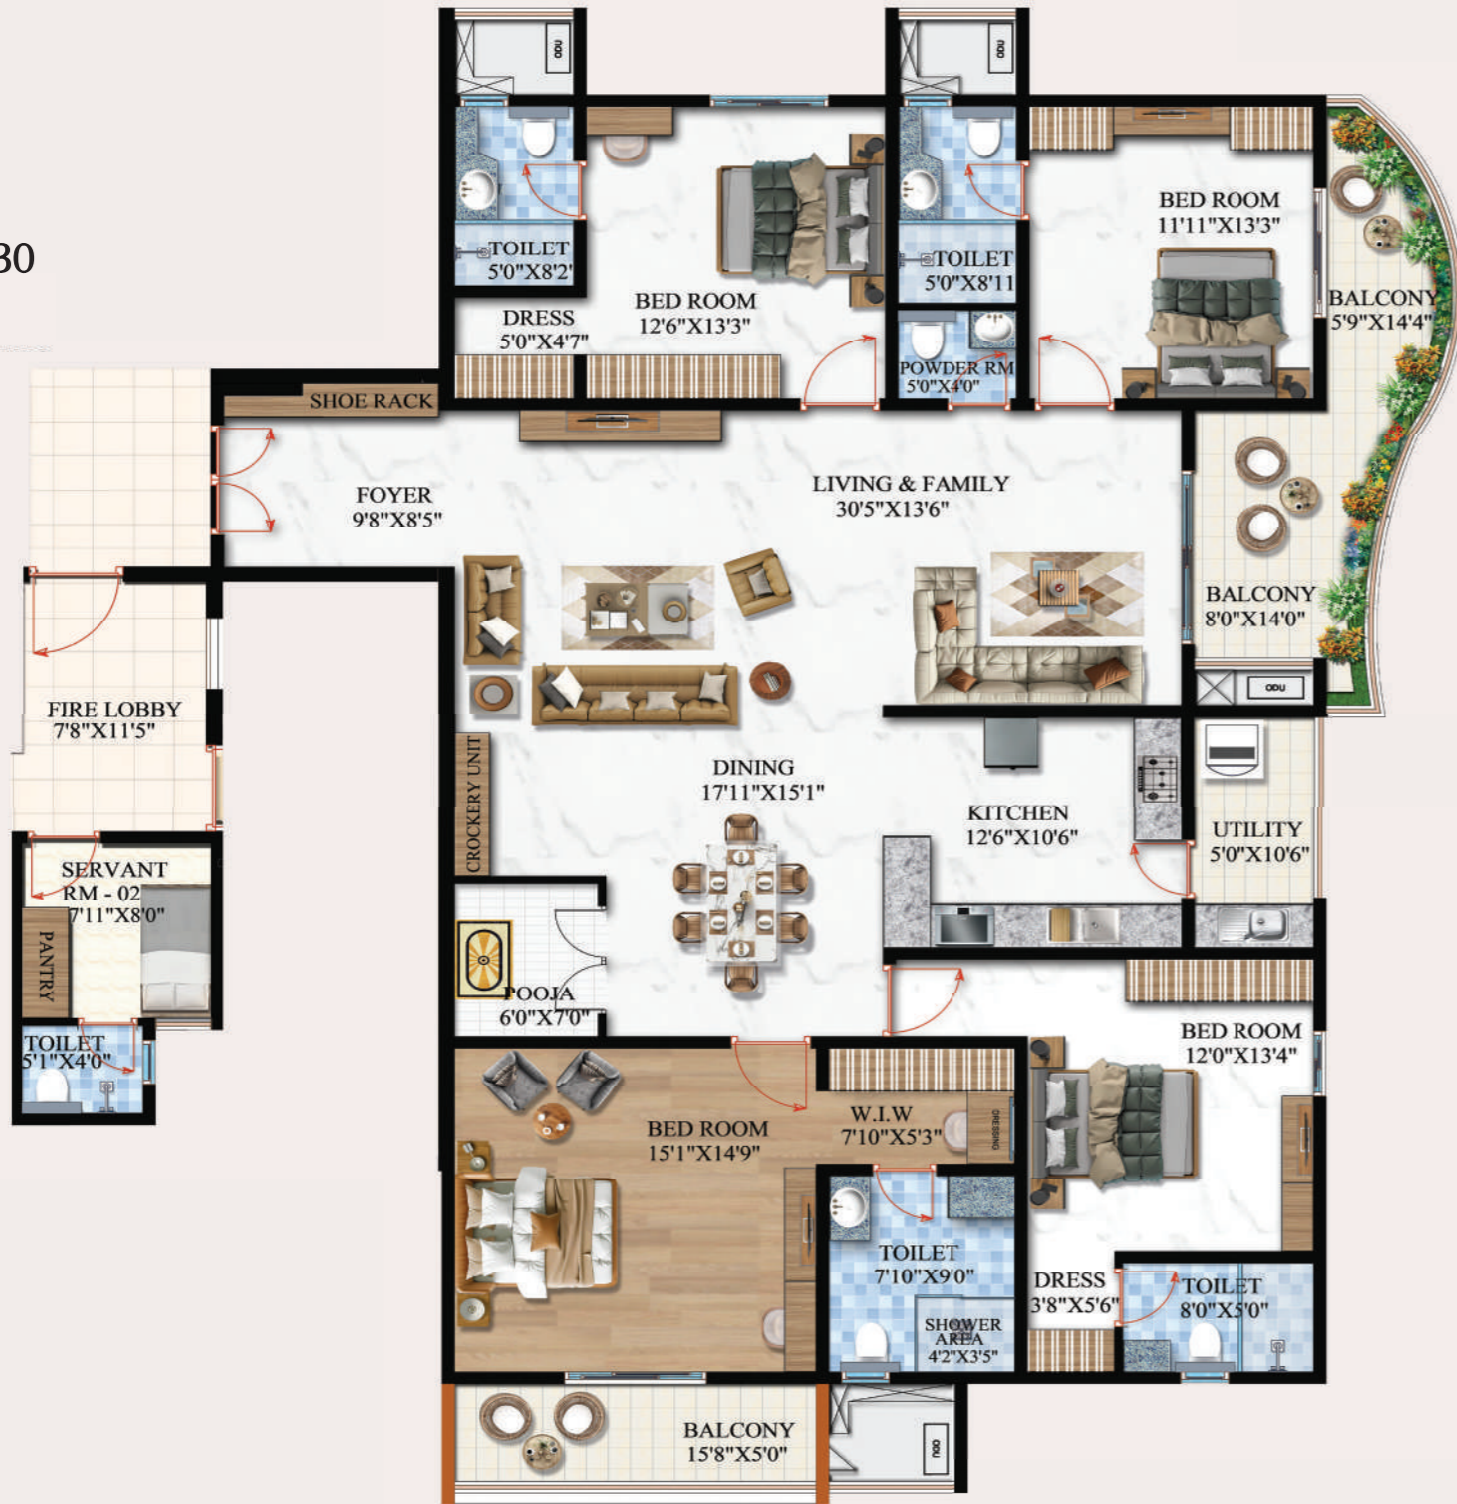 ODU
ODU
30
TOILET
5'0"X8'2'
DRESS
5'0"X4'7"
BED ROOM
12'6"X13'3"
TOILET
5'0"X8'11
POWDER RM
5'0"X4'0"
BED ROOM
11'11"X13'3"
BALCONY
5'9"X14'4"
SHOE RACK
FOYER
9'8"X8'5"
LIVING & FAMILY
30'5"X13'6"
BALCONY
8'0"X14'0"
ODU
FIRE LOBBY
7'8"X11'5"
CROCKERY UNIT
DINING
17'11"X15'1"
KITCHEN
12'6"X10'6"
UTILITY
5'0"X10'6"
SERVANT
RM - 02
7'11"X8'0"
PANTRY
TOILET
5'1"X4'0"
POOJA
6'0"X7'0"
BED ROOM
12'0"X13'4"
BED ROOM
15'1"X14'9"
W.I.W
7'10"X5'3"
DRESSING
TOILET
7'10"X9'0"
SHOWER
AREA
4'2"X3'5"
DRESS
3'8"X5'6"
TOILET
8'0"X5'0"
BALCONY
15'8"X5'0"
ODU